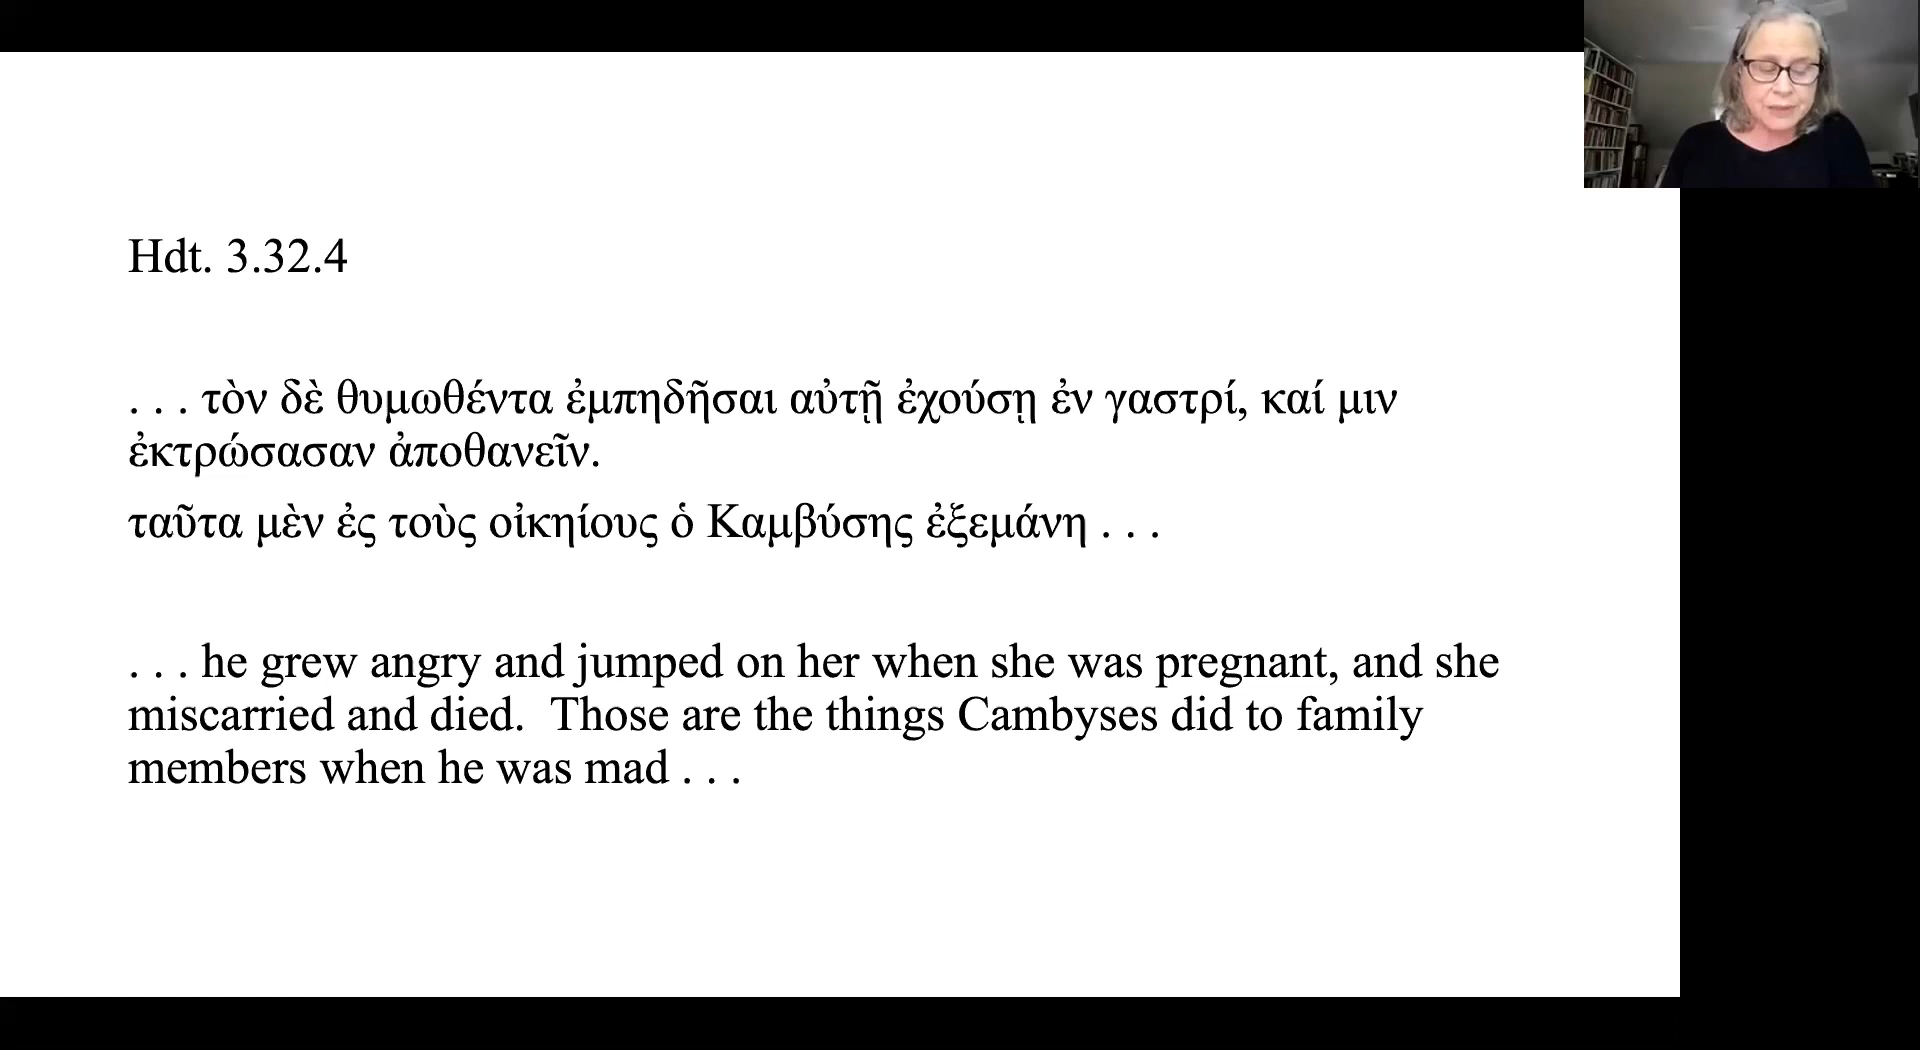 Hdt. 3.32.4
. . . τὸν δὲ θυμωθέντα ἐμπηδῆσαι αὐτῇ ἐχούσῃ ἐν γαστρί, καί μιν
ἐκτρώσασαν ἀποθανεῖν.
ταῦτα μὲν ἐς τοὺς οἰκηίους ὁ Καμβύσης ἐξεμάνη . . .
. . . he grew angry and jumped on her when she was pregnant, and she
miscarried and died.  Those are the things Cambyses did to family
members when he was mad . . .